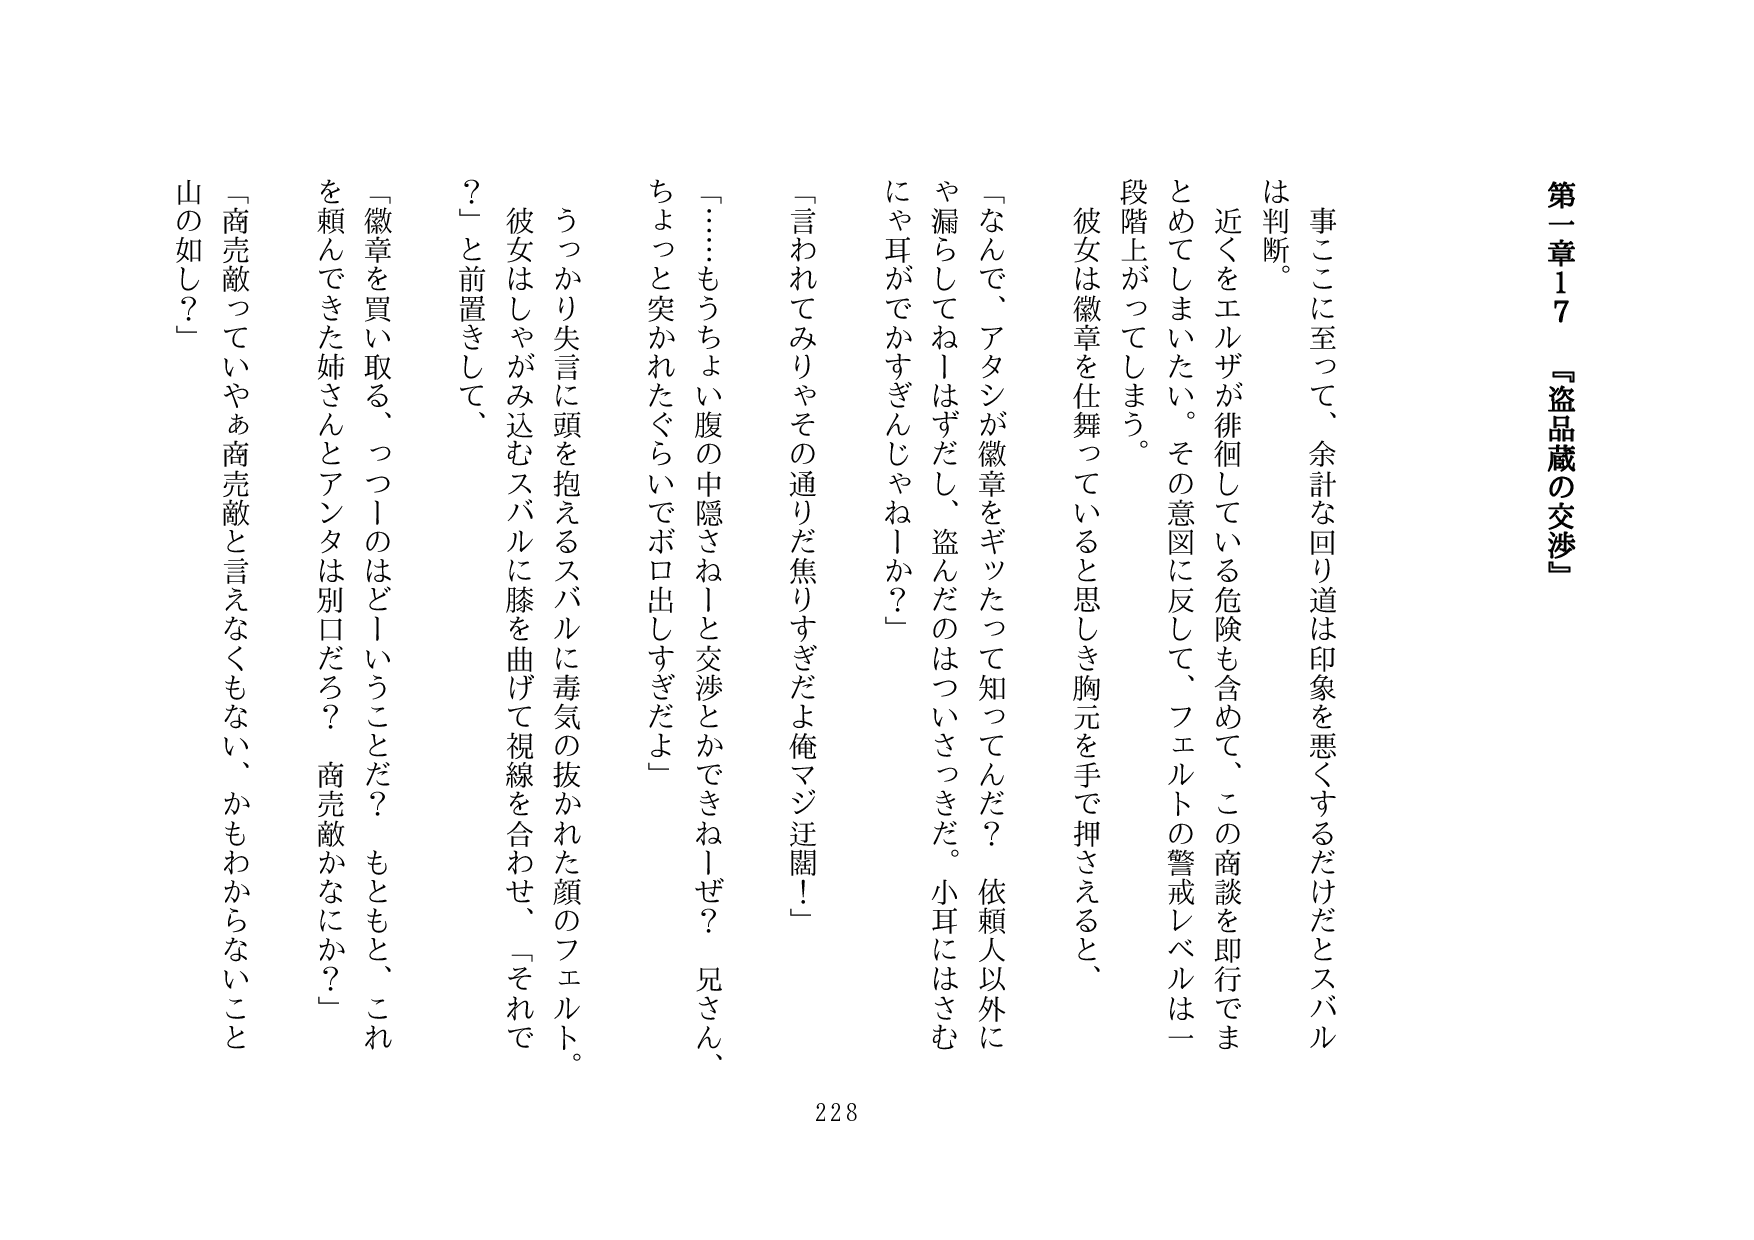 第一章１７　『盗品蔵の交渉』
　事ここに至って、余計な回り道は印象を悪くするだけだとスバル
は判断。
　近くをエルザが徘徊している危険も含めて、この商談を即行でま
とめてしまいたい。その意図に反して、フェルトの警戒レベルは一
段階上がってしまう。
　彼女は徽章を仕舞っていると思しき胸元を手で押さえると、
「なんで、アタシが徽章をギッたって知ってんだ？　依頼人以外に
や漏らしてねーはずだし、盗んだのはついさっきだ。小耳にはさむ
にゃ耳がでかすぎんじゃねーか？」
「言われてみりゃその通りだ焦りすぎだよ俺マジ迂闊！」
「……もうちょい腹の中隠さねーと交渉とかできねーぜ？　兄さん、
ちょっと突かれたぐらいでボロ出しすぎだよ」
　うっかり失言に頭を抱えるスバルに毒気の抜かれた顔のフェルト。
　彼女はしゃがみ込むスバルに膝を曲げて視線を合わせ、「それで
？」と前置きして、
「徽章を買い取る、っつーのはどーいうことだ？　もともと、これ
を頼んできた姉さんとアンタは別口だろ？　商売敵かなにか？」
「商売敵っていやぁ商売敵と言えなくもない、かもわからないこと
山の如し？」
228